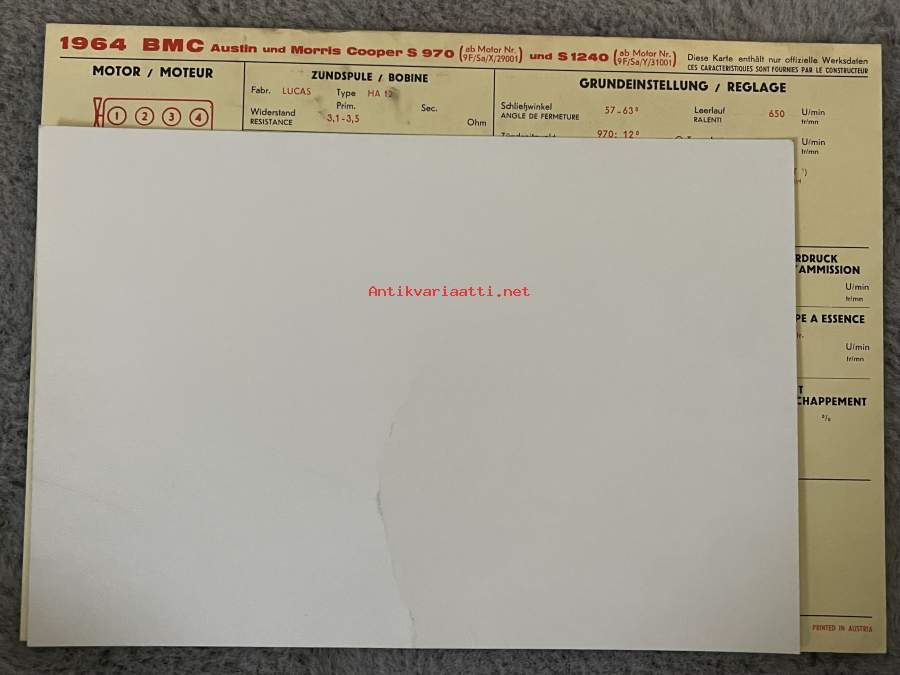 1964 BMC Austin und Morris Cooper S 970 (ab Motor Nr. 9F/Sa/X/29001) und S 1240 (ab Motor Nr. 9F/Sa/Y/31001)
Diese Karte enthält nur offizielle Werksdaten
CES CARACTERISTIQUES SONT FOURNIES PAR LE CONSTRUCTEUR
MOTOR / MOTEUR
1 2 3 4
ZUNDSPULE / BOBINE
Fabr. LUCAS Type HA 12
Prim. Sec.
Widerstand 3,1-3,5 Ohm
RESISTANCE
GRUNDEINSTELLUNG / REGLAGE
Schließwinkel 57-63° Leerlauf 650 U/min
ANGLE DE FERMETURE RALENTI tr/mn
970: 12° U/min
tr/mn
RDRUCK
'AMMISSION
U/min
tr/mn
PE A ESSENCE
U/min
tr/mn
T
CHAPPEMENT
%
PRINTED IN AUSTRIA
Antikvariaatti.net